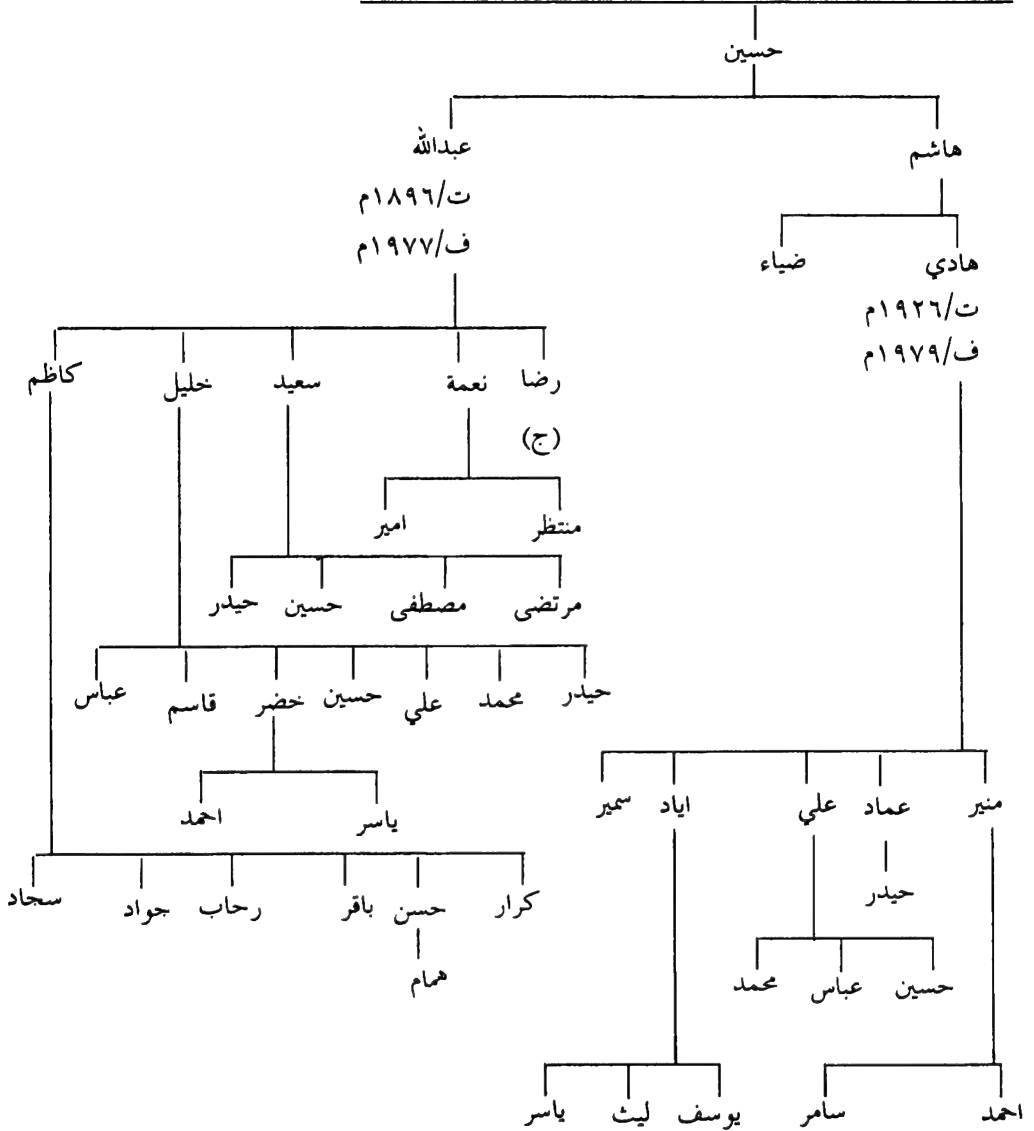 حسين
هاشم عبدالله
ت/١٨٩٦م
ف/١٩٧٧م
هادي ضياء
ت/١٩٢٦م
ف/١٩٧٩م
رضا نعمة سعيد خليل كاظم
(ج)
منتظر امير
مرتضى مصطفى حسين حيدر
حيدر محمد علي حسين خضر قاسم عباس
ياسر احمد
منير عماد علي اياد سمير
كرار حسن باقر رحاب جواد سجاد
حيدر
همام
حسين عباس محمد
احمد سامر يوسف ليث ياسر